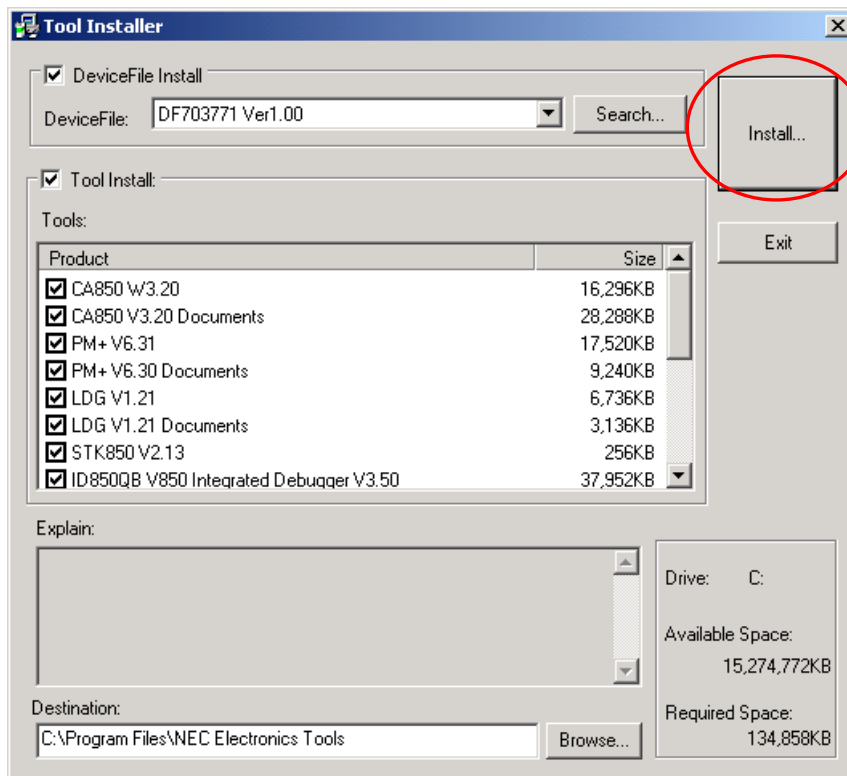 Tool Installer
DeviceFile Install
DeviceFile:
DF703771 Ver1.00
Search...
Install...
Tool Install:
Tools:
Exit
Product Size
CA850 W3.20 16,296KB
CA850 V3.20 Documents 28,288KB
PM+ V6.31 17,520KB
PM+ V6.30 Documents 9,240KB
LDG V1.21 6,736KB
LDG V1.21 Documents 3,136KB
STK850 V2.13 256KB
ID850QB V850 Integrated Debugger V3.50 37,952KB
Explain:
Drive: C:
Available Space:
15,274,772KB
Required Space:
134,858KB
Destination:
C:\Program Files\NEC Electronics Tools
Browse...